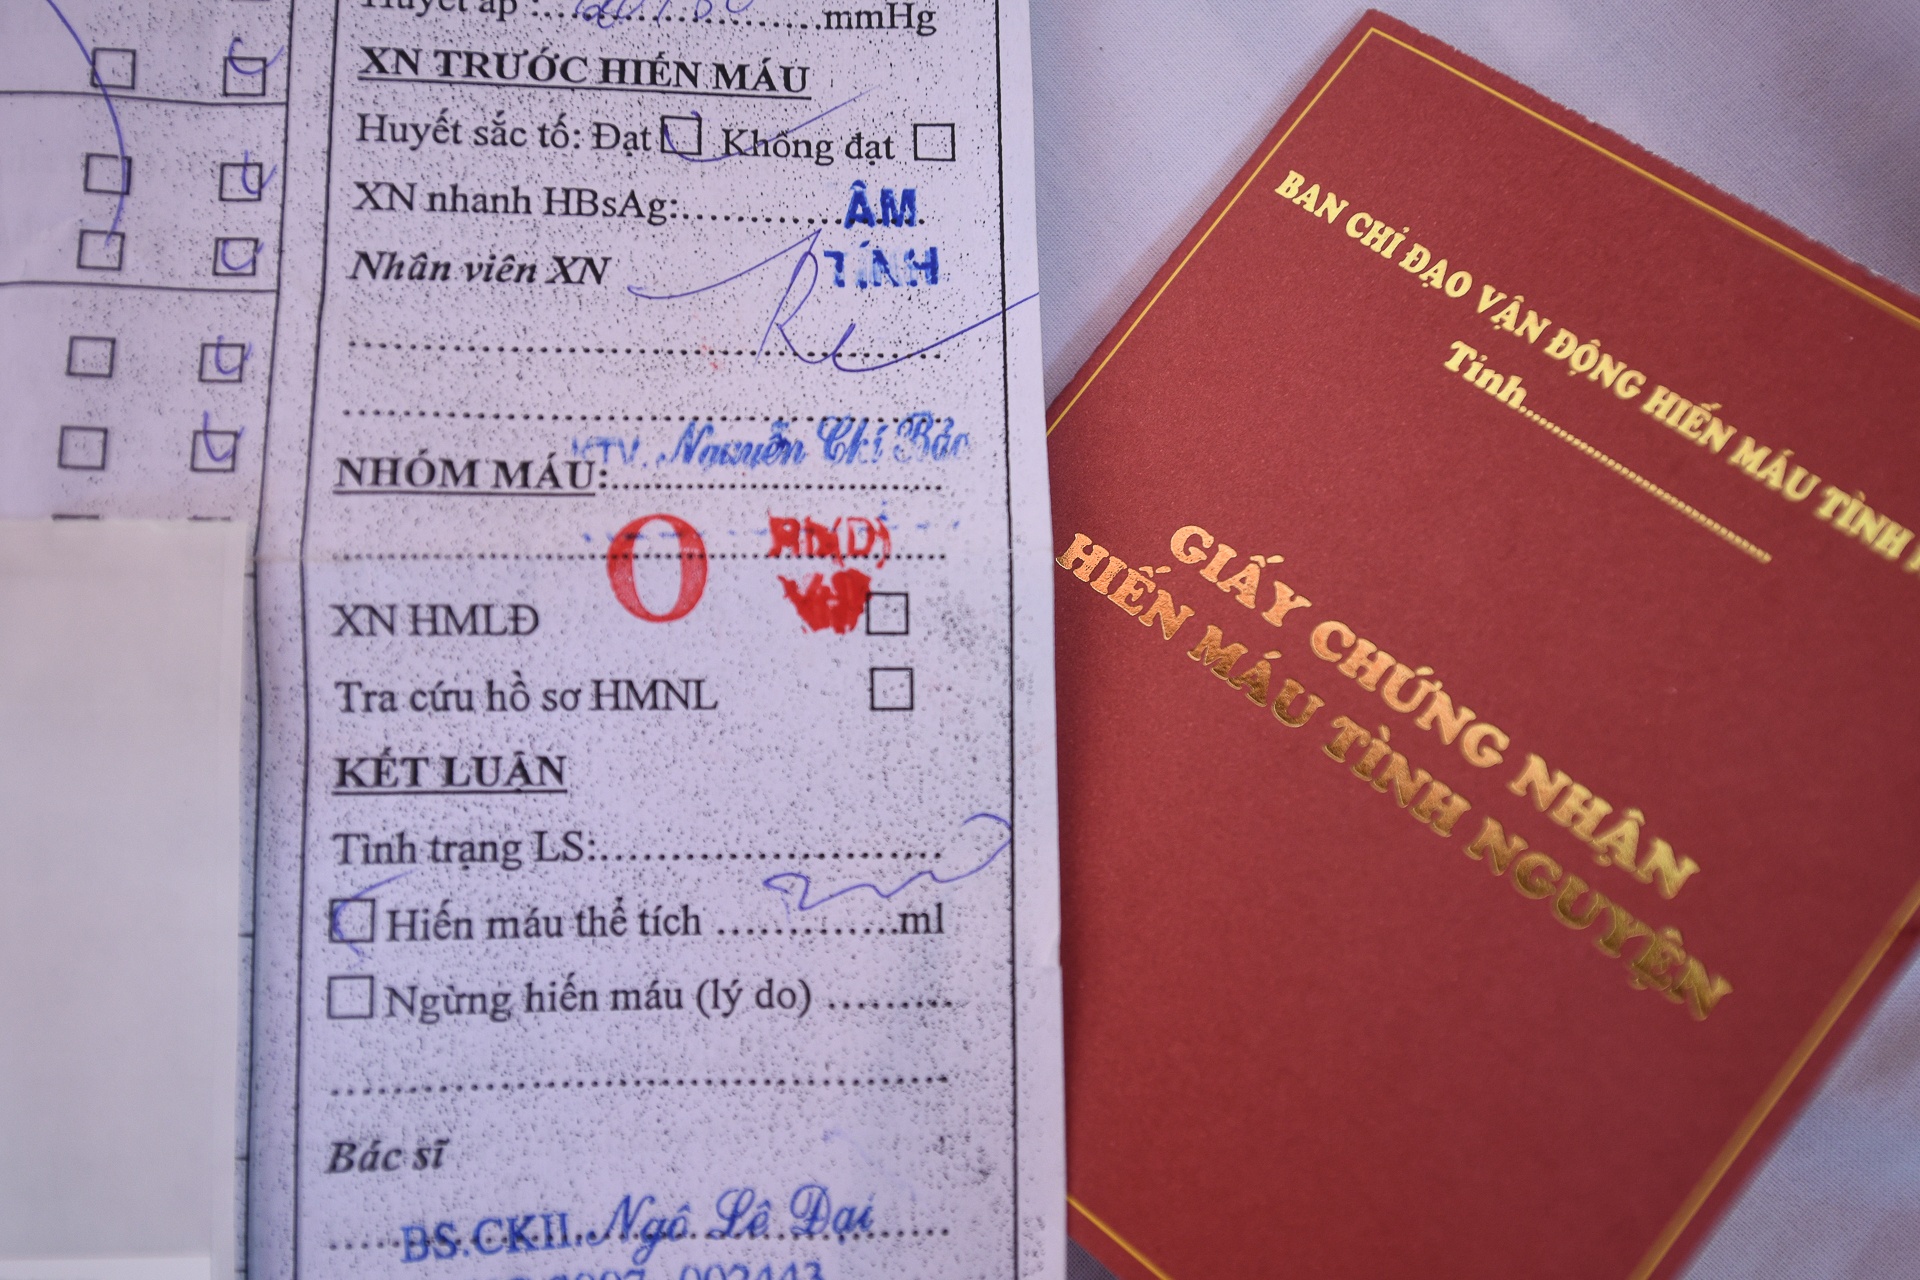 Huyết áp :..........................mmHg
XN TRƯỚC HIẾN MÁU
Huyết sắc tố: Đạt Không đạt
XN nhanh HBsAg: ÂM
TÍNH
Nhân viên XN
KTV. Nguyễn Chí Bảo
NHÓM MÁU:
O Rh(D)
XN HMLĐ
Tra cứu hồ sơ HMNL
KẾT LUẬN
Tình trạng LS:
Hiến máu thể tích ml
Ngừng hiến máu (lý do)
Bác sĩ
BS.CKII. Ngô Lê Đại
BAN CHỈ ĐẠO VẬN ĐỘNG HIẾN MÁU TÌNH
Tỉnh
GIẤY CHỨNG NHẬN
HIẾN MÁU TÌNH NGUYỆN